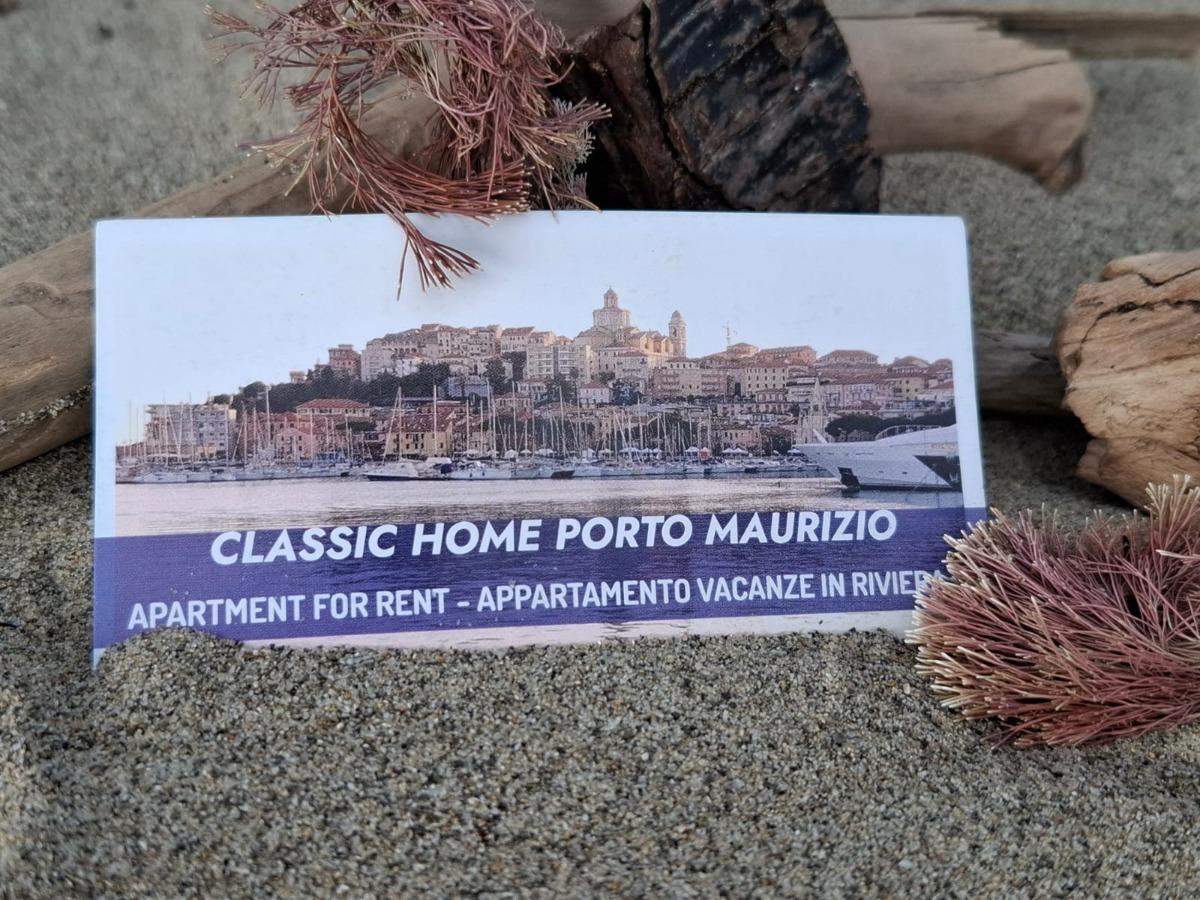 CLASSIC HOME PORTO MAURIZIO
APARTMENT FOR RENT - APPARTAMENTO VACANZE IN